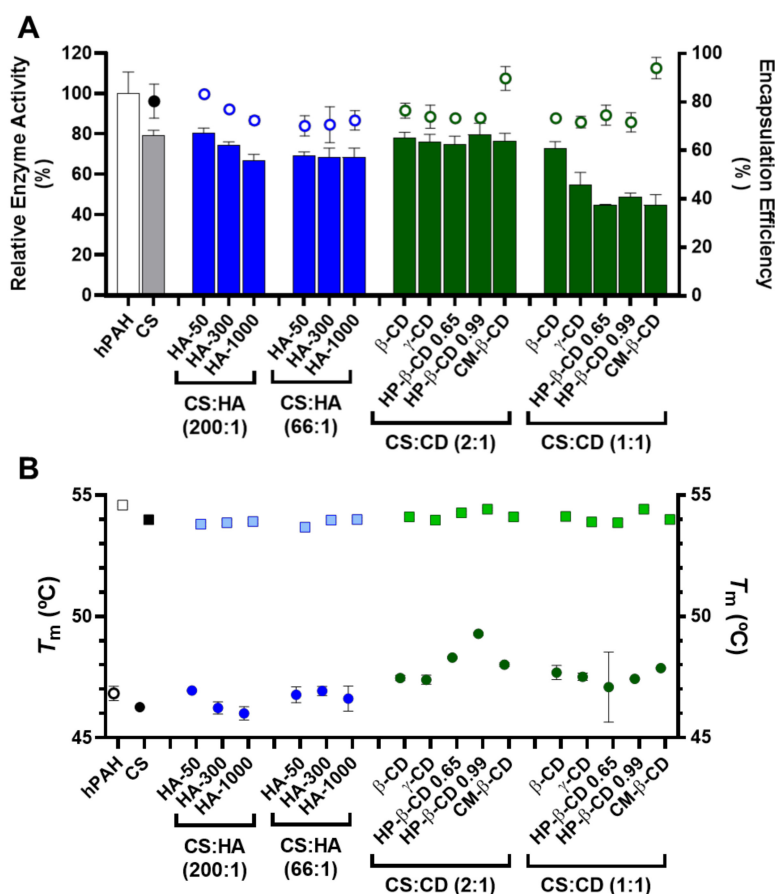 A
Relative Enzyme Activity
(%)
Encapsulation Efficiency
(%)
120
100
80
60
40
20
0
100
80
60
40
20
0
hPAH
CS
HA-50
HA-300
HA-1000
HA-50
HA-300
HA-1000
β-CD
γ-CD
HP-β-CD 0.65
HP-β-CD 0.99
CM-β-CD
β-CD
γ-CD
HP-β-CD 0.65
HP-β-CD 0.99
CM-β-CD
CS:HA
(200:1)
CS:HA
(66:1)
CS:CD (2:1)
CS:CD (1:1)
B
Tm (ºC)
Tm (ºC)
55
50
45
55
50
45
hPAH
CS
HA-50
HA-300
HA-1000
HA-50
HA-300
HA-1000
β-CD
γ-CD
HP-β-CD 0.65
HP-β-CD 0.99
CM-β-CD
β-CD
γ-CD
HP-β-CD 0.65
HP-β-CD 0.99
CM-β-CD
CS:HA
(200:1)
CS:HA
(66:1)
CS:CD (2:1)
CS:CD (1:1)